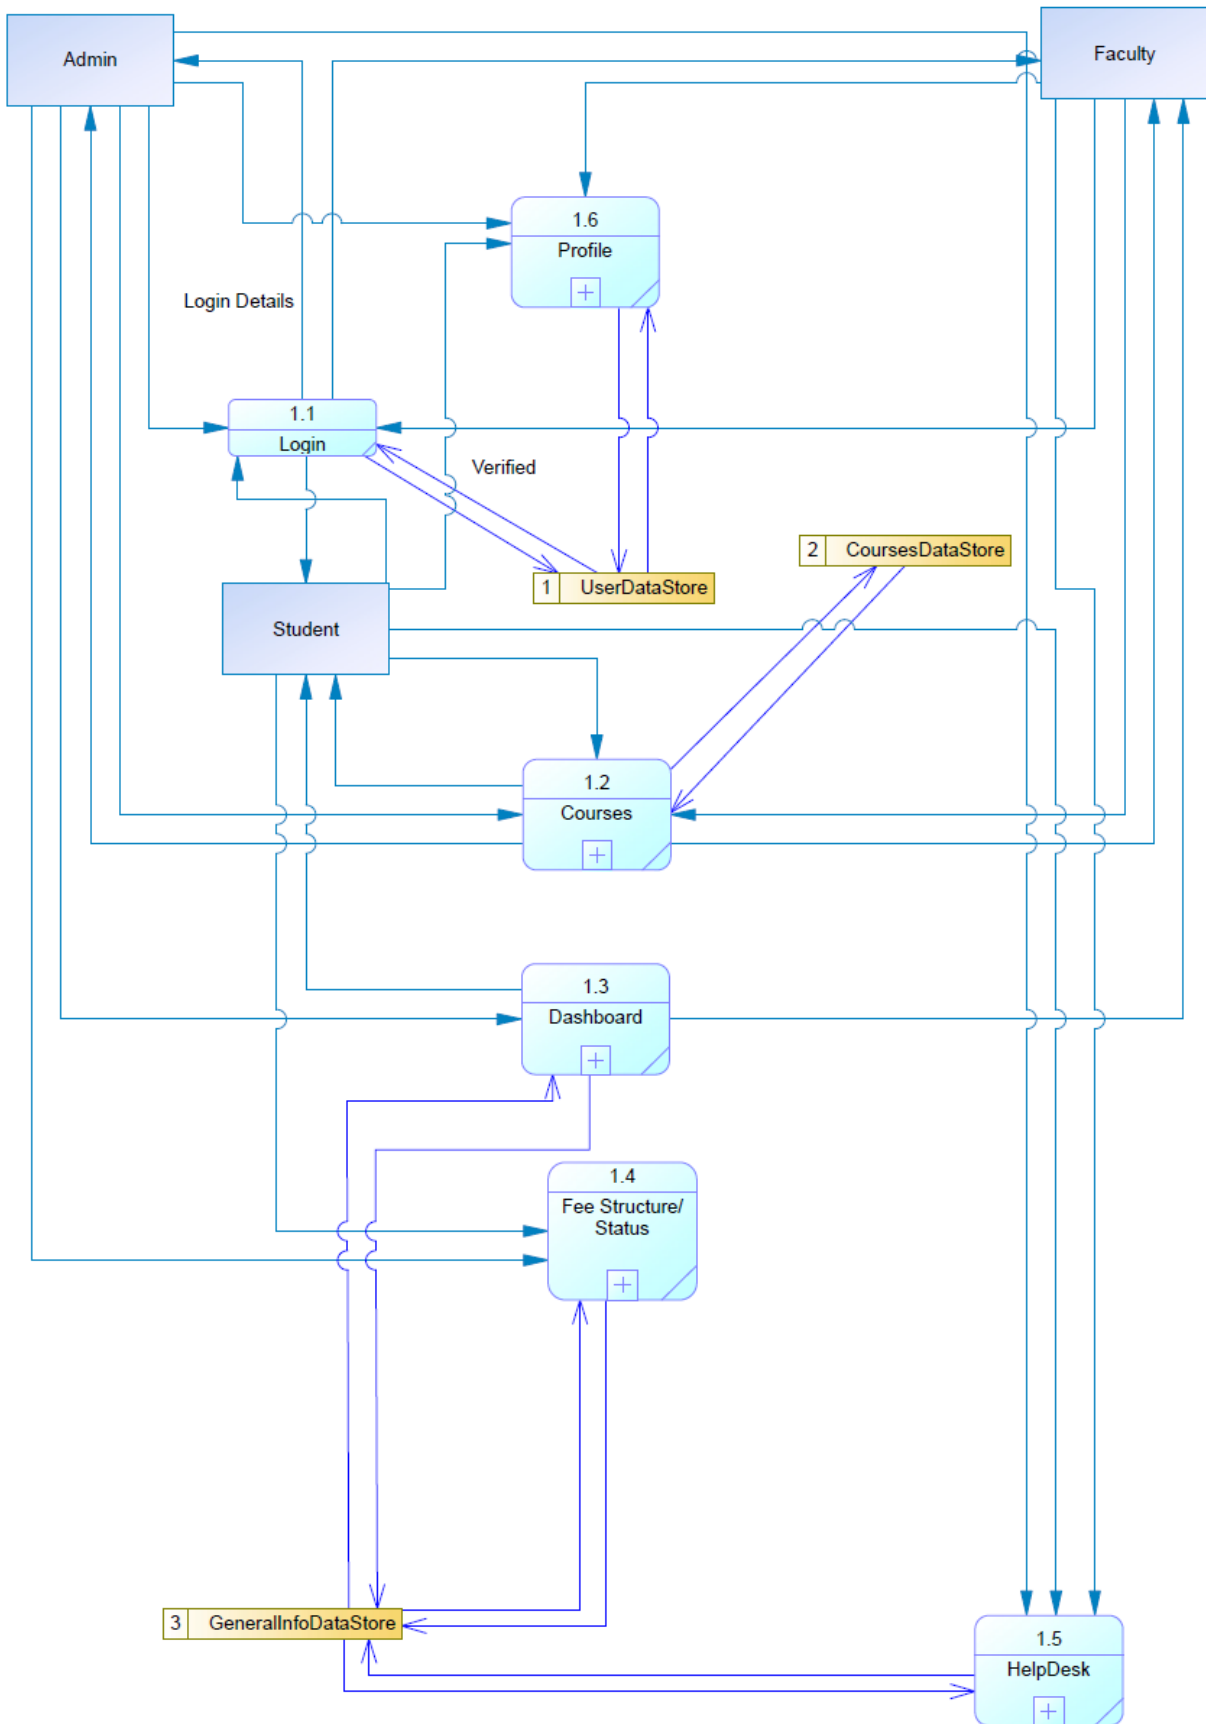 Admin
Faculty
1.6
Profile
Login Details
1.1
Login
Verified
2 CoursesDataStore
1 UserDataStore
Student
1.2
Courses
1.3
Dashboard
1.4
Fee Structure/
Status
3 GeneralInfoDataStore
1.5
HelpDesk